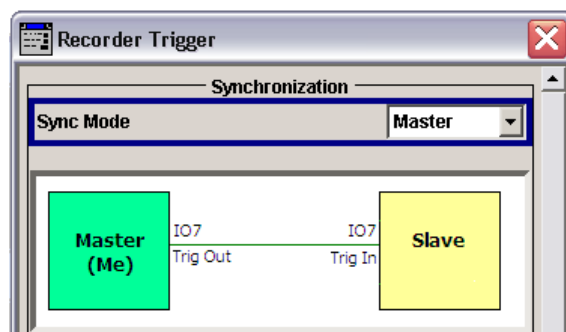 Recorder Trigger
Synchronization
Sync Mode
Master
Master
(Me)
IO7
Trig Out
IO7
Trig In
Slave